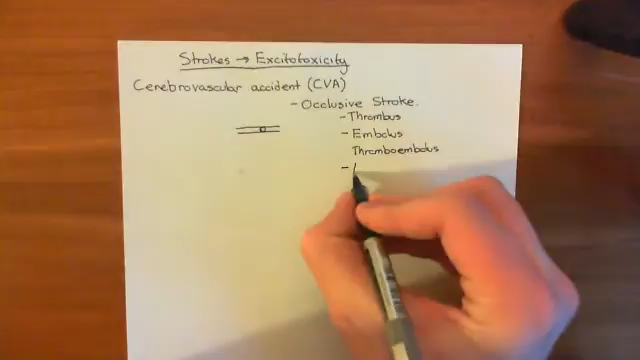 Strokes → Excitotoxicity
Cerebrovascular accident (CVA)
- Occlusive Stroke.
- Thrombus
- Embolus
Thromboembolus
-